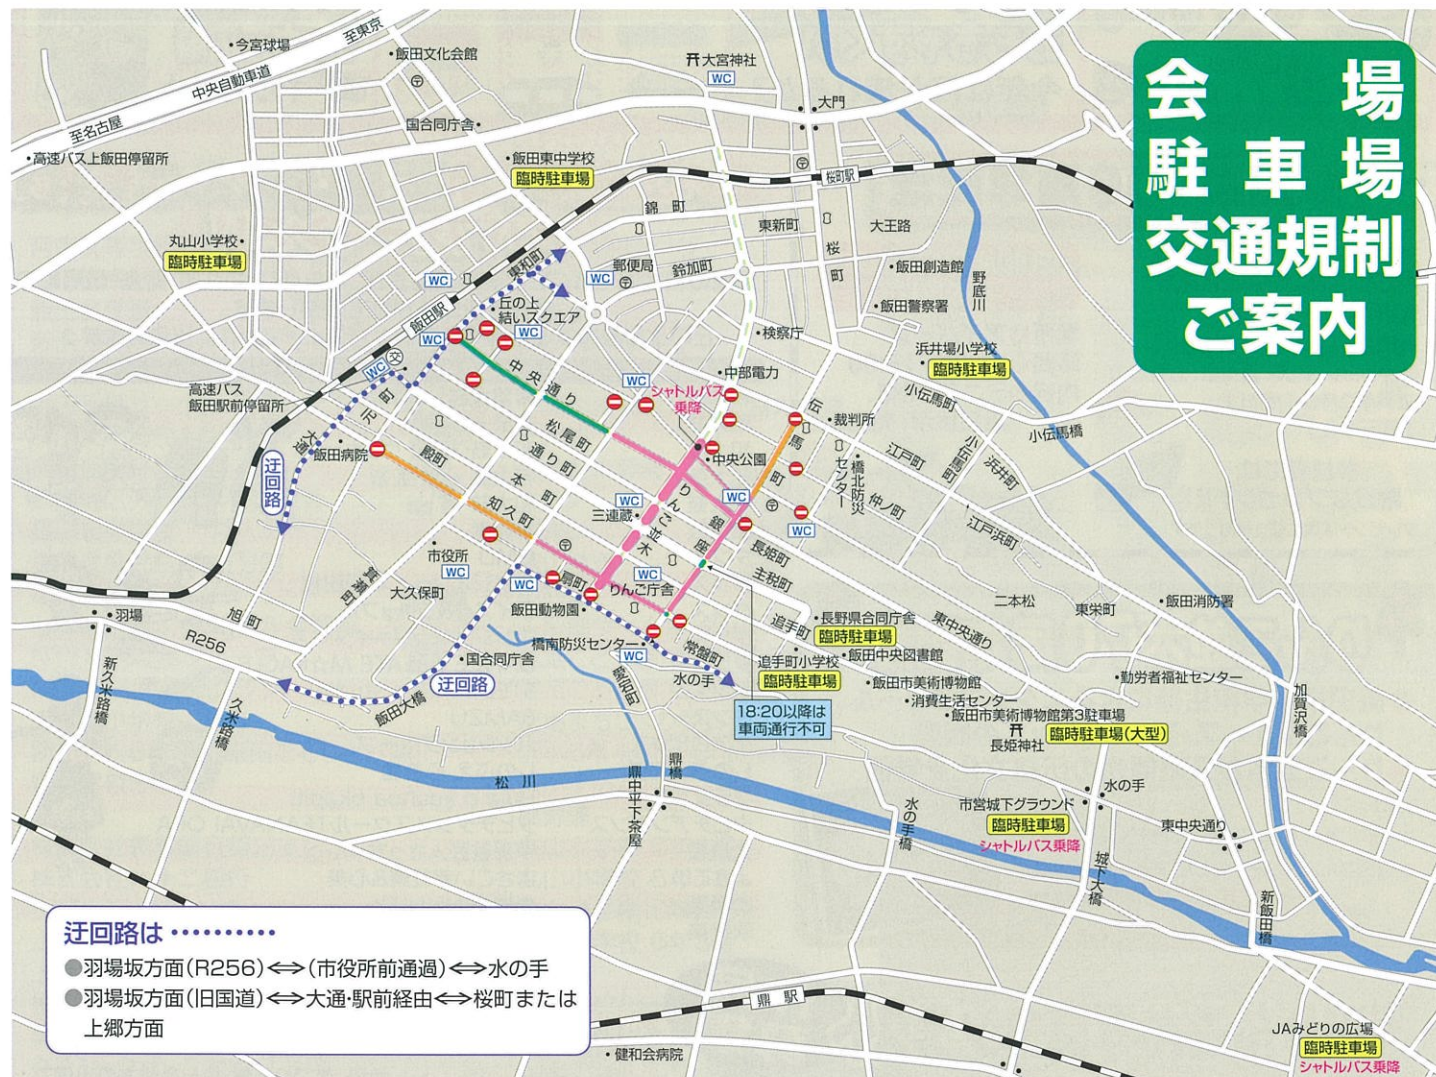 会場
駐車場
交通規制
ご案内
今宮球場
至東京
飯田文化会館
中央自動車道
至名古屋
国合同庁舎
高速バス上飯田停留所
大宮神社
WC
大門
飯田東中学校
臨時駐車場
桜町駅
丸山小学校
臨時駐車場
錦町
東新町
大王路
桜町
東和町
WC
WC
郵便局
鈴加町
飯田創造館
野底川
丘の上
結いスクエア
飯田警察署
飯田駅
WC
WC
検察庁
浜井場小学校
臨時駐車場
交
WC
高速バス
飯田駅前停留所
中央通り
WC
中部電力
シャトルバス
乗降
小伝馬町
小伝馬橋
元町
大通
飯田病院
松尾町
通り町
殿町
本町
知久町
中央公園
伝馬町
裁判所
橋北防災
センター
江戸町
小伝馬町
浜井町
仲ノ町
江戸浜町
迂回路
WC
三連蔵
りんご並木
WC
銀座
WC
長姫町
主税町
市役所
WC
箕瀬町
大久保町
WC
扇町
りんご庁舎
WC
飯田動物園
橋南防災センター
WC
常盤町
追手町
長野県合同庁舎
臨時駐車場
飯田中央図書館
追手町小学校
臨時駐車場
二本松
東栄町
東中央通り
飯田消防署
羽場
旭町
R256
国合同庁舎
迂回路
飯田大橋
水の手
飯田市美術博物館
消費生活センター
飯田市美術博物館第3駐車場
臨時駐車場(大型)
長姫神社
勤労者福祉センター
加賀沢橋
18:20以降は
車両通行不可
新久米路橋
久米路橋
松川
鼎橋
鼎中平下茶屋
水の手橋
市営城下グラウンド
臨時駐車場
シャトルバス乗降
水の手
城下大橋
東中央通り
新飯田橋
迂回路は
羽場坂方面(R256)⇔(市役所前通過)⇔水の手
羽場坂方面(旧国道)⇔大通・駅前経由⇔桜町または
上郷方面
鼎駅
健和会病院
JAみどりの広場
臨時駐車場
シャトルバス乗降